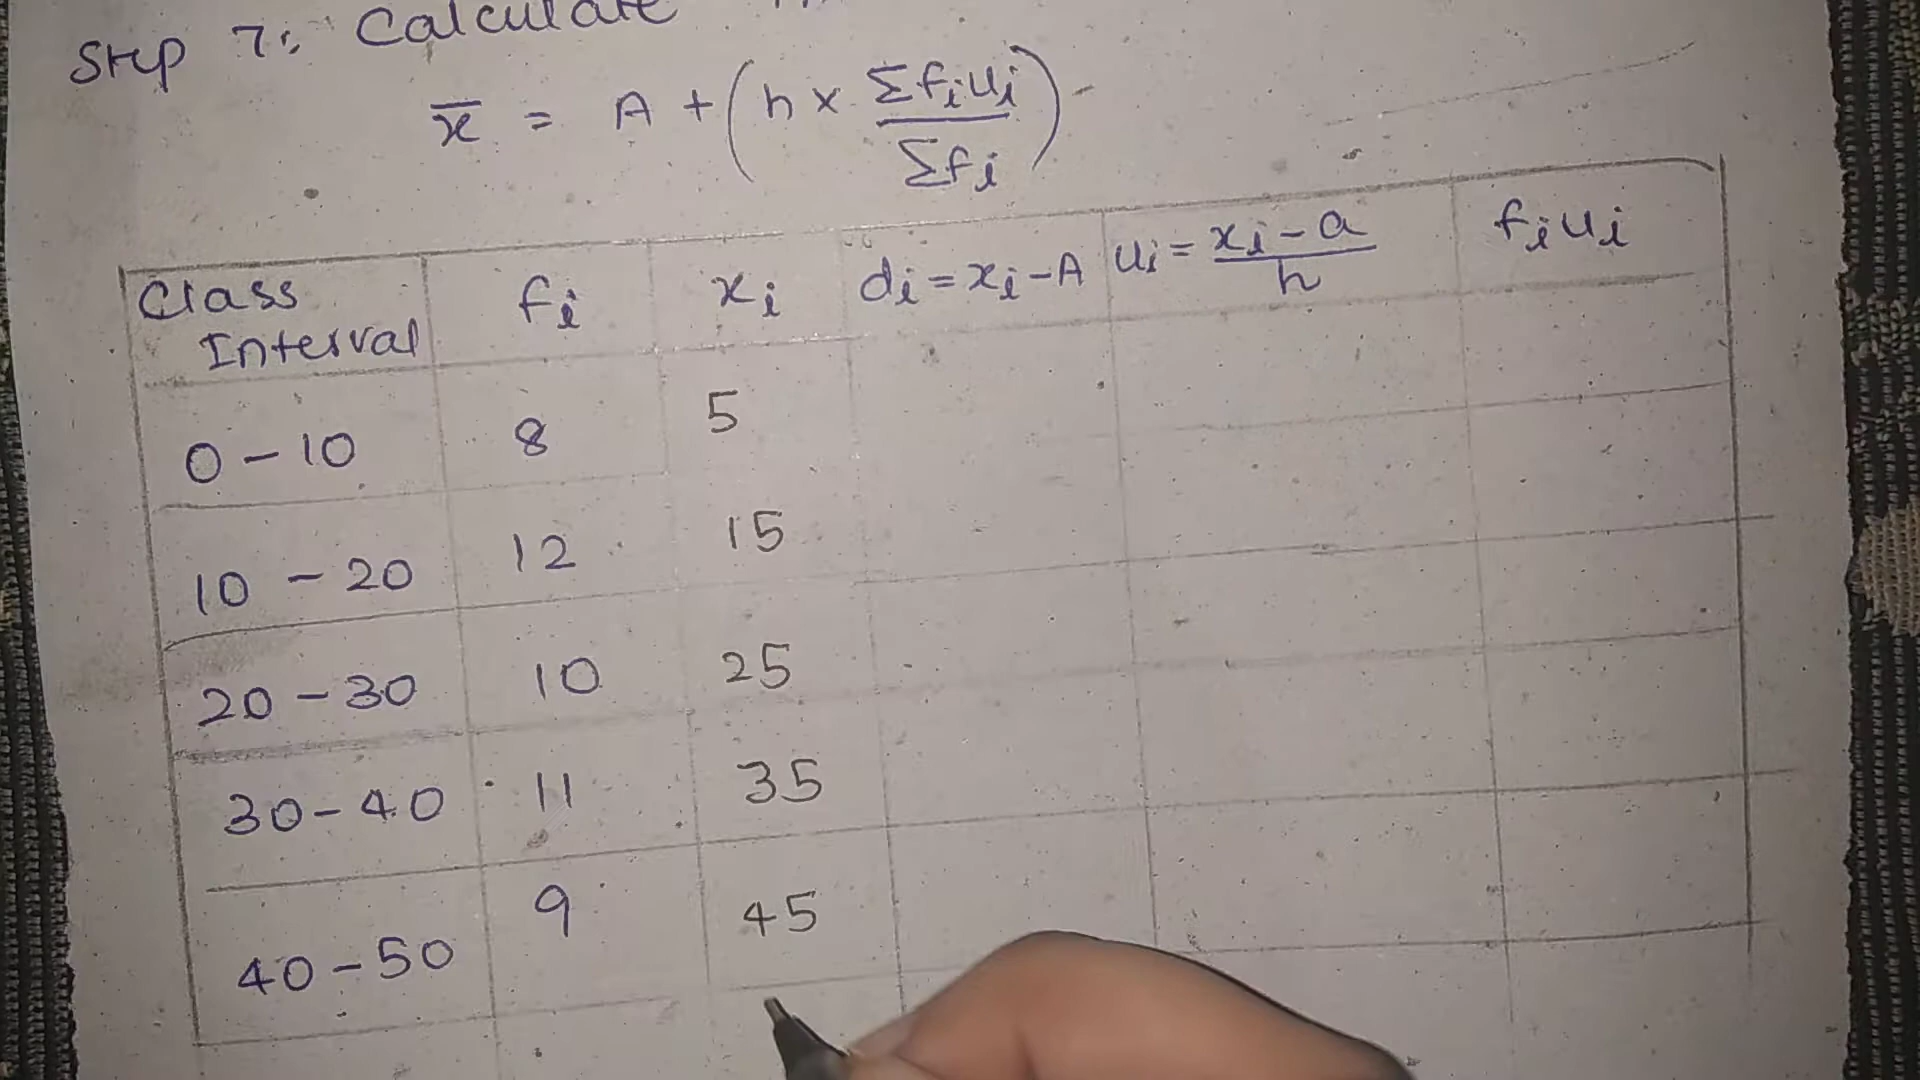 Step 7: Calculate
x̄ = A + (h × Σfiui / Σfi)
Class Interval fi xi di = xi - A ui = xi - a / h fiui
0 - 10 8 5
10 - 20 12 15
20 - 30 10 25
30 - 40 11 35
40 - 50 9 45